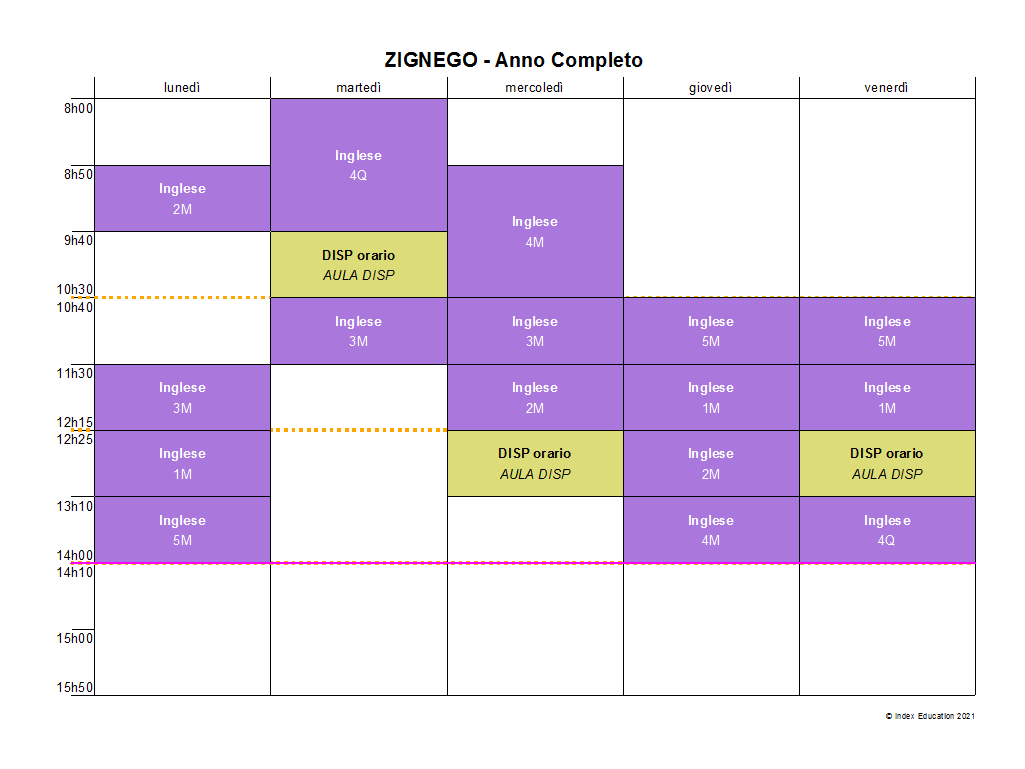 ZIGNEGO - Anno Completo
lunedì martedì mercoledì giovedì venerdì
8h00
Inglese
4Q
8h50
Inglese
2M
Inglese
4M
9h40
DISP orario
AULA DISP
10h30
10h40
Inglese Inglese Inglese Inglese
3M 3M 5M 5M
11h30
Inglese Inglese Inglese Inglese
3M 2M 1M 1M
12h15
12h25
Inglese DISP orario Inglese DISP orario
1M AULA DISP 2M AULA DISP
13h10
Inglese Inglese Inglese
5M 4M 4Q
14h00
14h10
15h00
15h50
© Index Education 2021